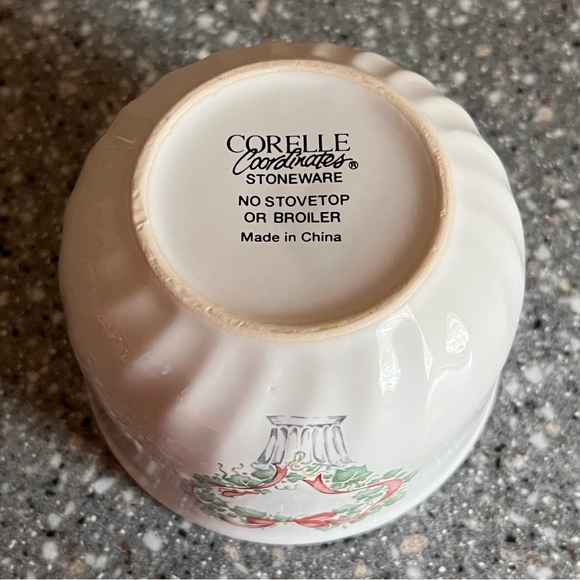 CORELLE
Coordinates®
STONEWARE
NO STOVETOP
OR BROILER
Made in China